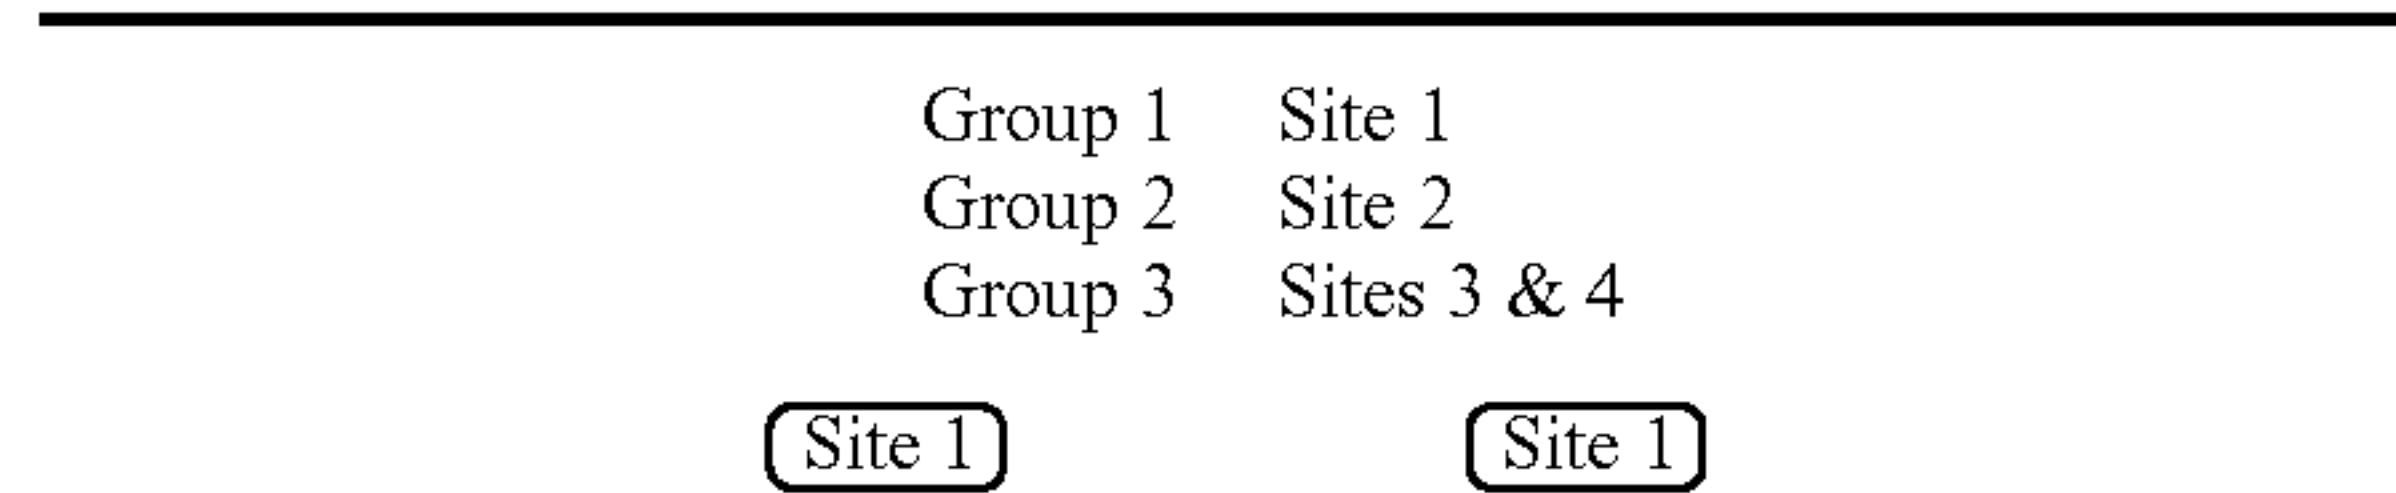 Group 1 Site 1
Group 2 Site 2
Group 3 Sites 3 & 4
Site 1 Site 1